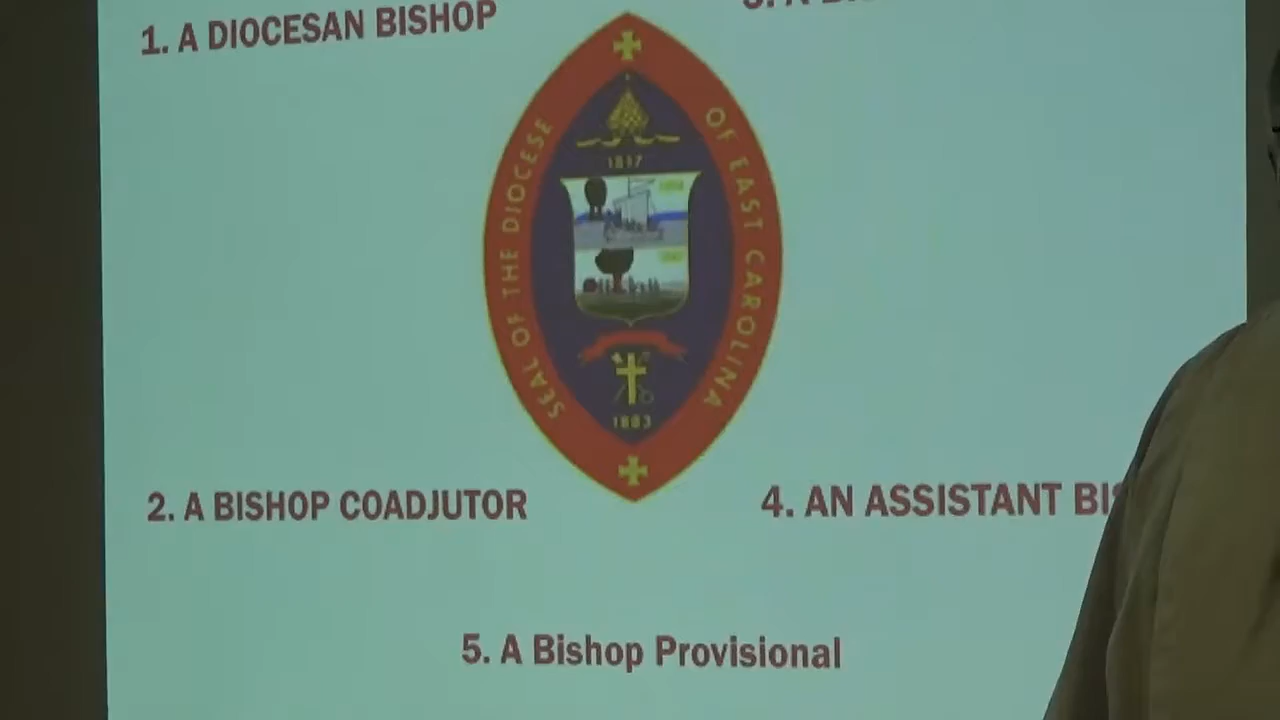 1. A DIOCESAN BISHOP
3. A
SEAL OF THE DIOCESE
OF EAST CAROLINA
1817
1883
2. A BISHOP COADJUTOR
4. AN ASSISTANT
5. A Bishop Provisional